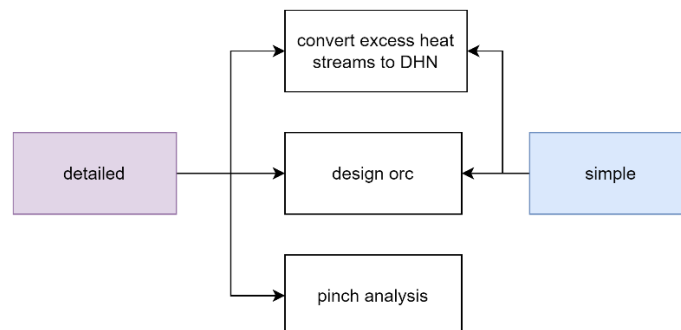 convert excess heat
streams to DHN
detailed
design orc
simple
pinch analysis